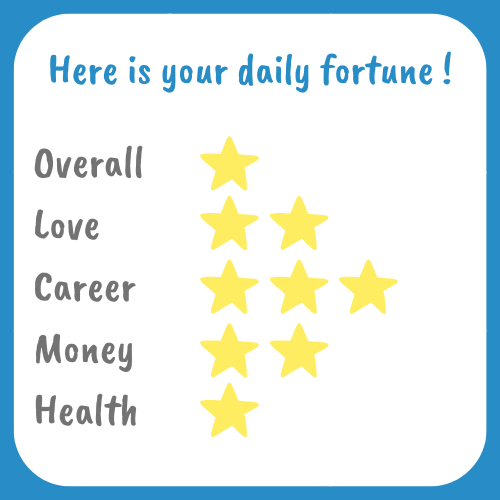 Here is your daily fortune !
Overall
Love
Career
Money
Health